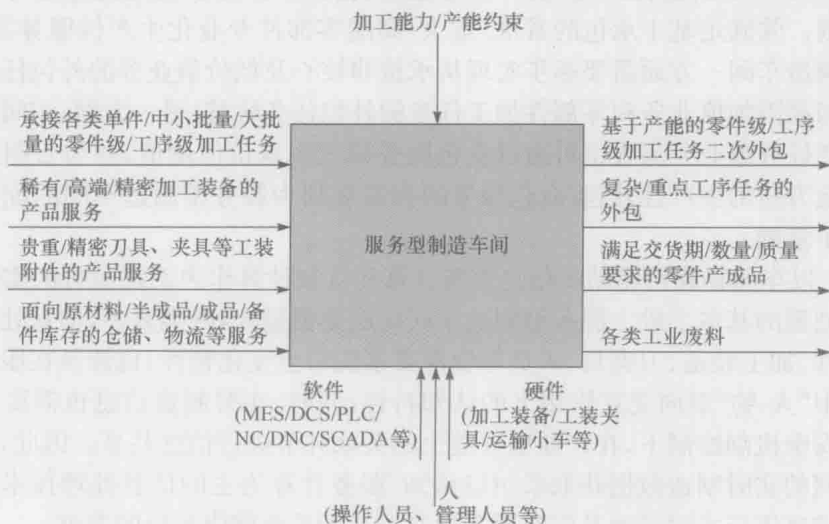 加工能力/产能约束
承接各类单件/中小批量/大批
量的零件级/工序级加工任务
稀有/高端/精密加工装备的
产品服务
贵重/精密刀具、夹具等工装
附件的产品服务
面向原材料/半成品/成品/备
件库存的仓储、物流等服务
服务型制造车间
基于产能的零件级/工序
级加工任务二次外包
复杂/重点工序任务的
外包
满足交货期/数量/质量
要求的零件产成品
各类工业废料
软件
(MES/DCS/PLC/
NC/DNC/SCADA等)
硬件
(加工装备/工装夹
具/运输小车等)
人
(操作人员、管理人员等)